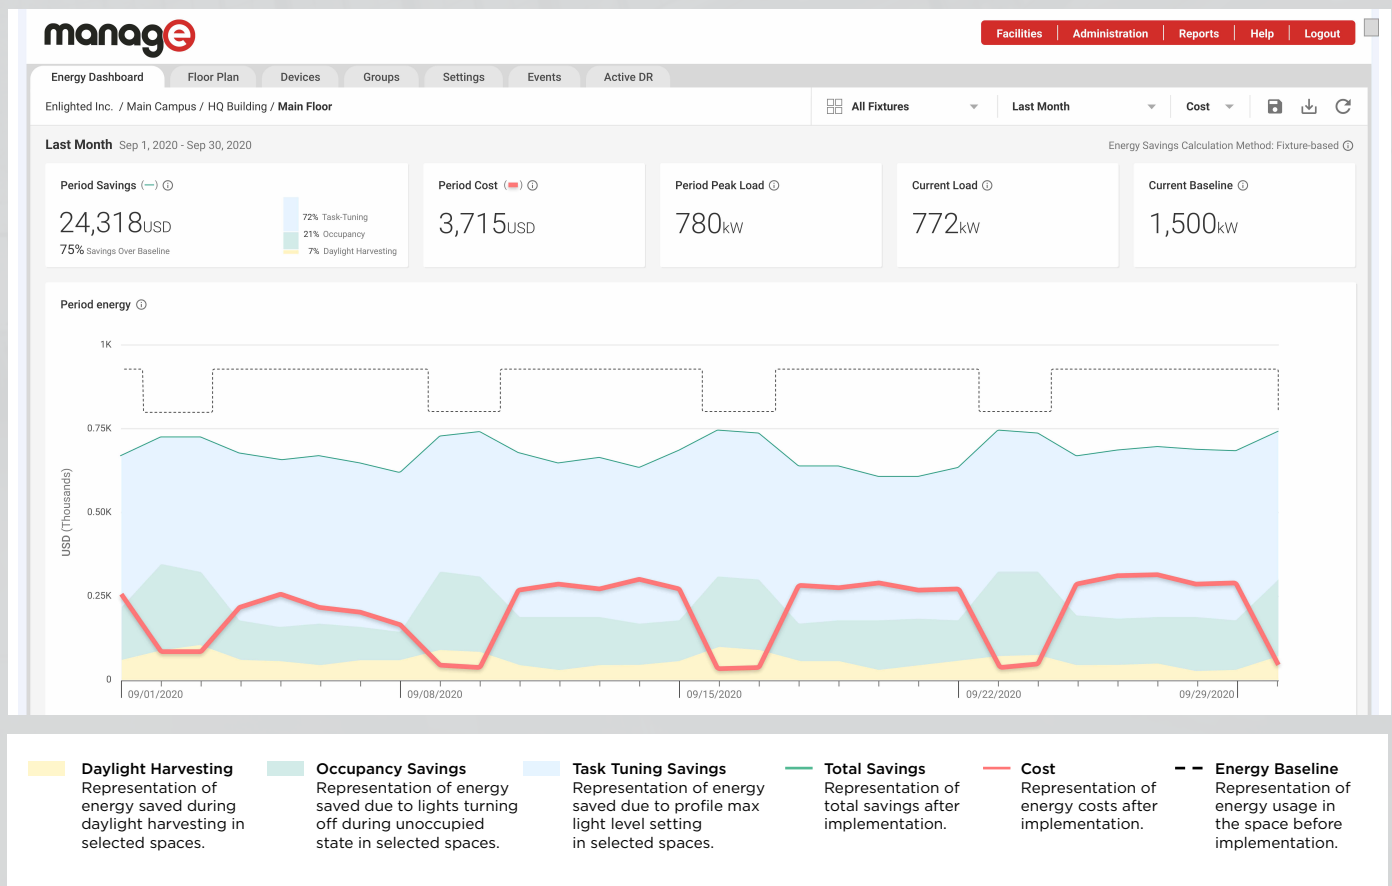 manage
Facilities Administration Reports Help Logout
Energy Dashboard Floor Plan Devices Groups Settings Events Active DR
Enlighted Inc. / Main Campus / HQ Building / Main Floor
All Fixtures Last Month Cost
Last Month Sep 1, 2020 - Sep 30, 2020
Energy Savings Calculation Method: Fixture-based
Period Savings
24,318USD
75% Savings Over Baseline
72% Task-Tuning
21% Occupancy
7% Daylight Harvesting
Period Cost
3,715USD
Period Peak Load
780kW
Current Load
772kW
Current Baseline
1,500kW
Period energy
USD (Thousands)
1K
0.75K
0.50K
0.25K
0
09/01/2020 09/08/2020 09/15/2020 09/22/2020 09/29/2020
Daylight Harvesting
Representation of
energy saved during
daylight harvesting in
selected spaces.
Occupancy Savings
Representation of energy
saved due to lights turning
off during unoccupied
state in selected spaces.
Task Tuning Savings
Representation of energy
saved due to profile max
light level setting
in selected spaces.
Total Savings
Representation of
total savings after
implementation.
Cost
Representation of
energy costs after
implementation.
Energy Baseline
Representation of
energy usage in
the space before
implementation.